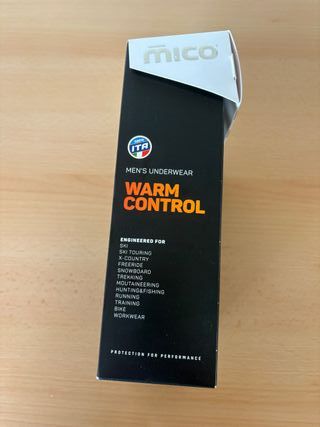 mico
ITA
MEN'S UNDERWEAR
WARM
CONTROL
ENGINEERED FOR
SKI
SKI TOURING
X-COUNTRY
FREERIDE
SNOWBOARD
TREKKING
MOUTAINEERING
HUNTING&FISHING
RUNNING
TRAINING
BIKE
WORKWEAR
PROTECTION FOR PERFORMANCE